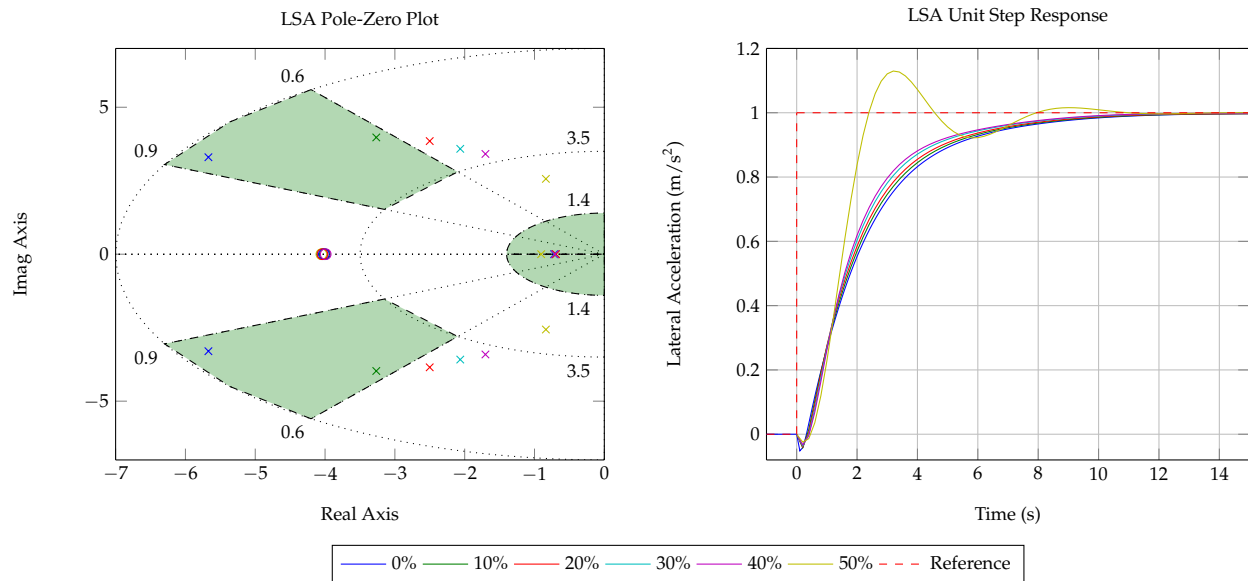 LSA Pole-Zero Plot
0.6
0.9
3.5
1.4
1.4
3.5
0.9
0.6
5
0
−5
−7 −6 −5 −4 −3 −2 −1 0
Imag Axis
Real Axis
LSA Unit Step Response
1.2
1
0.8
0.6
0.4
0.2
0
0 2 4 6 8 10 12 14
Lateral Acceleration (m/s²)
Time (s)
0% 10% 20% 30% 40% 50% Reference